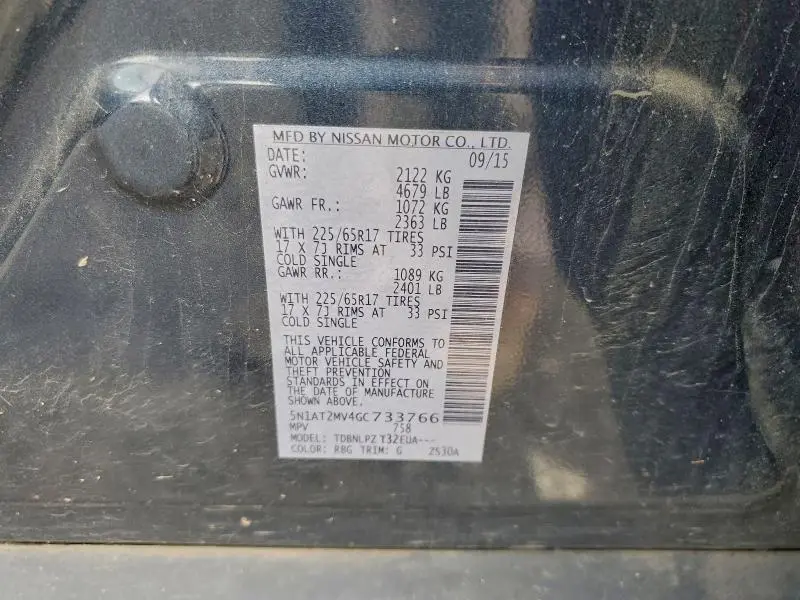 MFD BY NISSAN MOTOR CO., LTD.
DATE: 09/15
GVWR: 2122 KG
4679 LB
GAWR FR.: 1072 KG
2363 LB
WITH 225/65R17 TIRES
17 X 7J RIMS AT 33 PSI
COLD SINGLE
GAWR RR.: 1089 KG
2401 LB
WITH 225/65R17 TIRES
17 X 7J RIMS AT 33 PSI
COLD SINGLE
THIS VEHICLE CONFORMS TO
ALL APPLICABLE FEDERAL
MOTOR VEHICLE SAFETY AND
THEFT PREVENTION
STANDARDS IN EFFECT ON
THE DATE OF MANUFACTURE
SHOWN ABOVE.
5N1AT2MV4GC733766
MPV 758
MODEL: TDBNLPZ T32EUA---
COLOR: RBG TRIM: G 2S30A